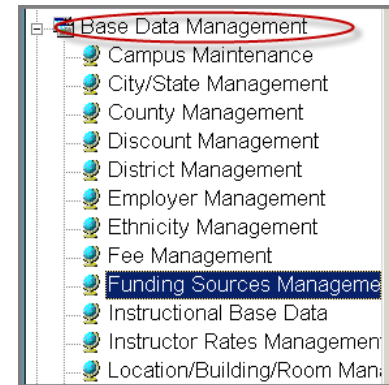 Base Data Management
Campus Maintenance
City/State Management
County Management
Discount Management
District Management
Employer Management
Ethnicity Management
Fee Management
Funding Sources Manageme
Instructional Base Data
Instructor Rates Managemen
Location/Building/Room Mana